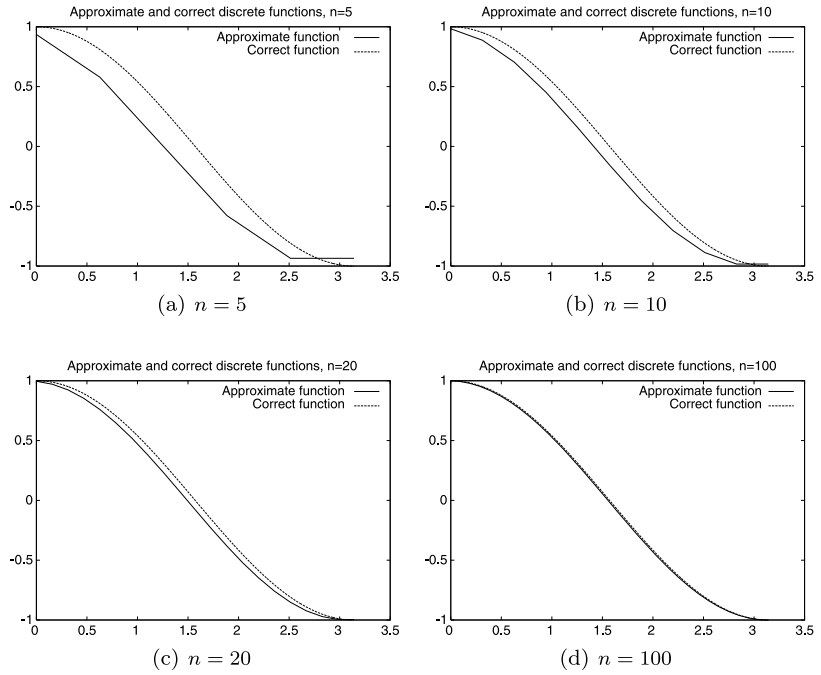 Approximate and correct discrete functions, n=5
Approximate function
Correct function
1
0.5
0
-0.5
-1
0 0.5 1 1.5 2 2.5 3 3.5
(a) n = 5
Approximate and correct discrete functions, n=10
Approximate function
Correct function
1
0.5
0
-0.5
-1
0 0.5 1 1.5 2 2.5 3 3.5
(b) n = 10
Approximate and correct discrete functions, n=20
Approximate function
Correct function
1
0.5
0
-0.5
-1
0 0.5 1 1.5 2 2.5 3 3.5
(c) n = 20
Approximate and correct discrete functions, n=100
Approximate function
Correct function
1
0.5
0
-0.5
-1
0 0.5 1 1.5 2 2.5 3 3.5
(d) n = 100